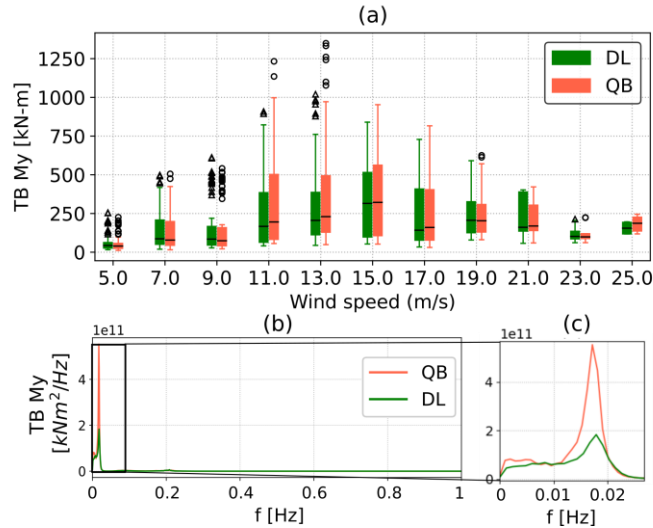 (a)
TB My [kN-m]
1250
1000
750
500
250
0
DL
QB
5.0 7.0 9.0 11.0 13.0 15.0 17.0 19.0 21.0 23.0 25.0
Wind speed (m/s)
(b)
1e11
TB My
[kNm²/Hz]
4
2
0
QB
DL
0 0.2 0.4 0.6 0.8 1
f [Hz]
(c)
1e11
4
2
0
0 0.01 0.02
f [Hz]